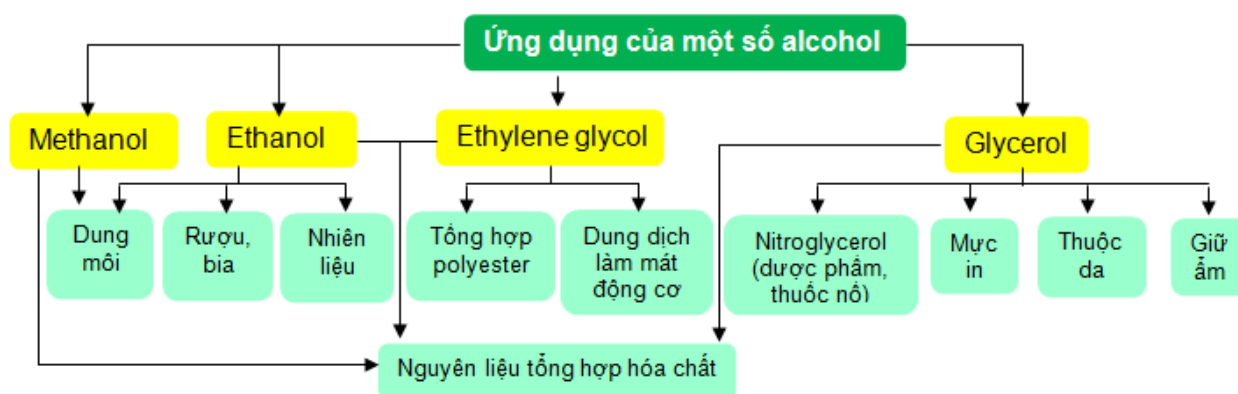 Ứng dụng của một số alcohol
Methanol
Ethanol
Ethylene glycol
Glycerol
Dung
môi
Rượu,
bia
Nhiên
liệu
Tổng hợp
polyester
Dung dịch
làm mát
động cơ
Nitroglycerol
(dược phẩm,
thuốc nổ)
Mực
in
Thuộc
da
Giữ
ẩm
Nguyên liệu tổng hợp hóa chất